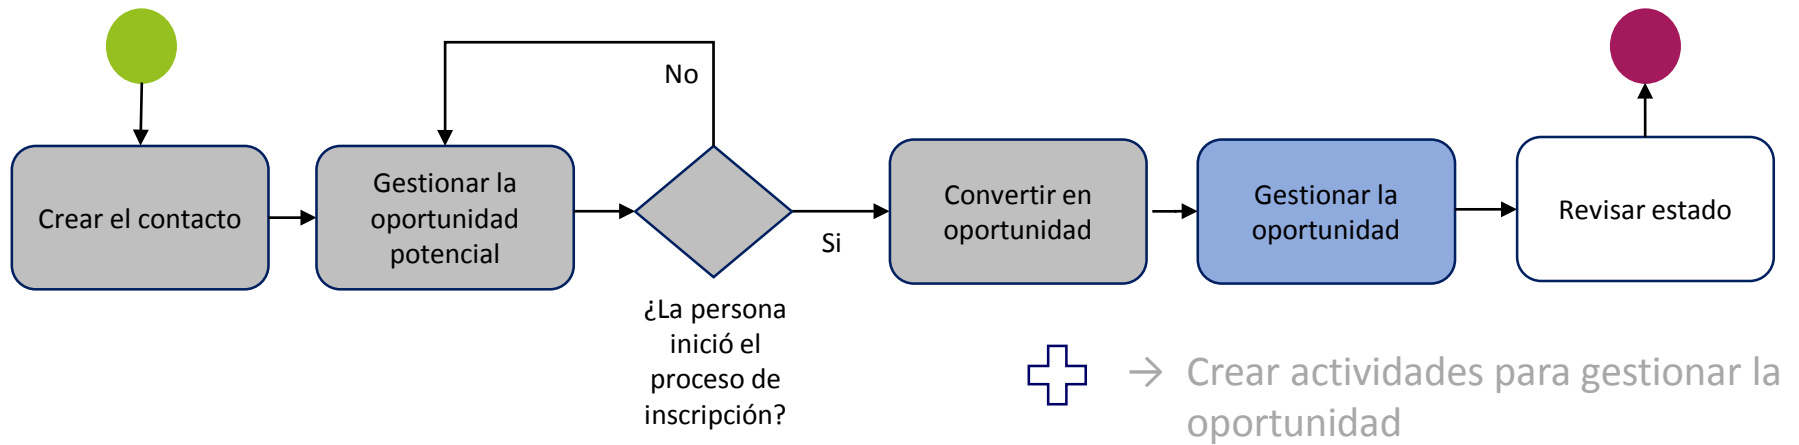 No
Crear el contacto
Gestionar la
oportunidad
potencial
Si
¿La persona
inició el
proceso de
inscripción?
Convertir en
oportunidad
Gestionar la
oportunidad
Revisar estado
→ Crear actividades para gestionar la
oportunidad